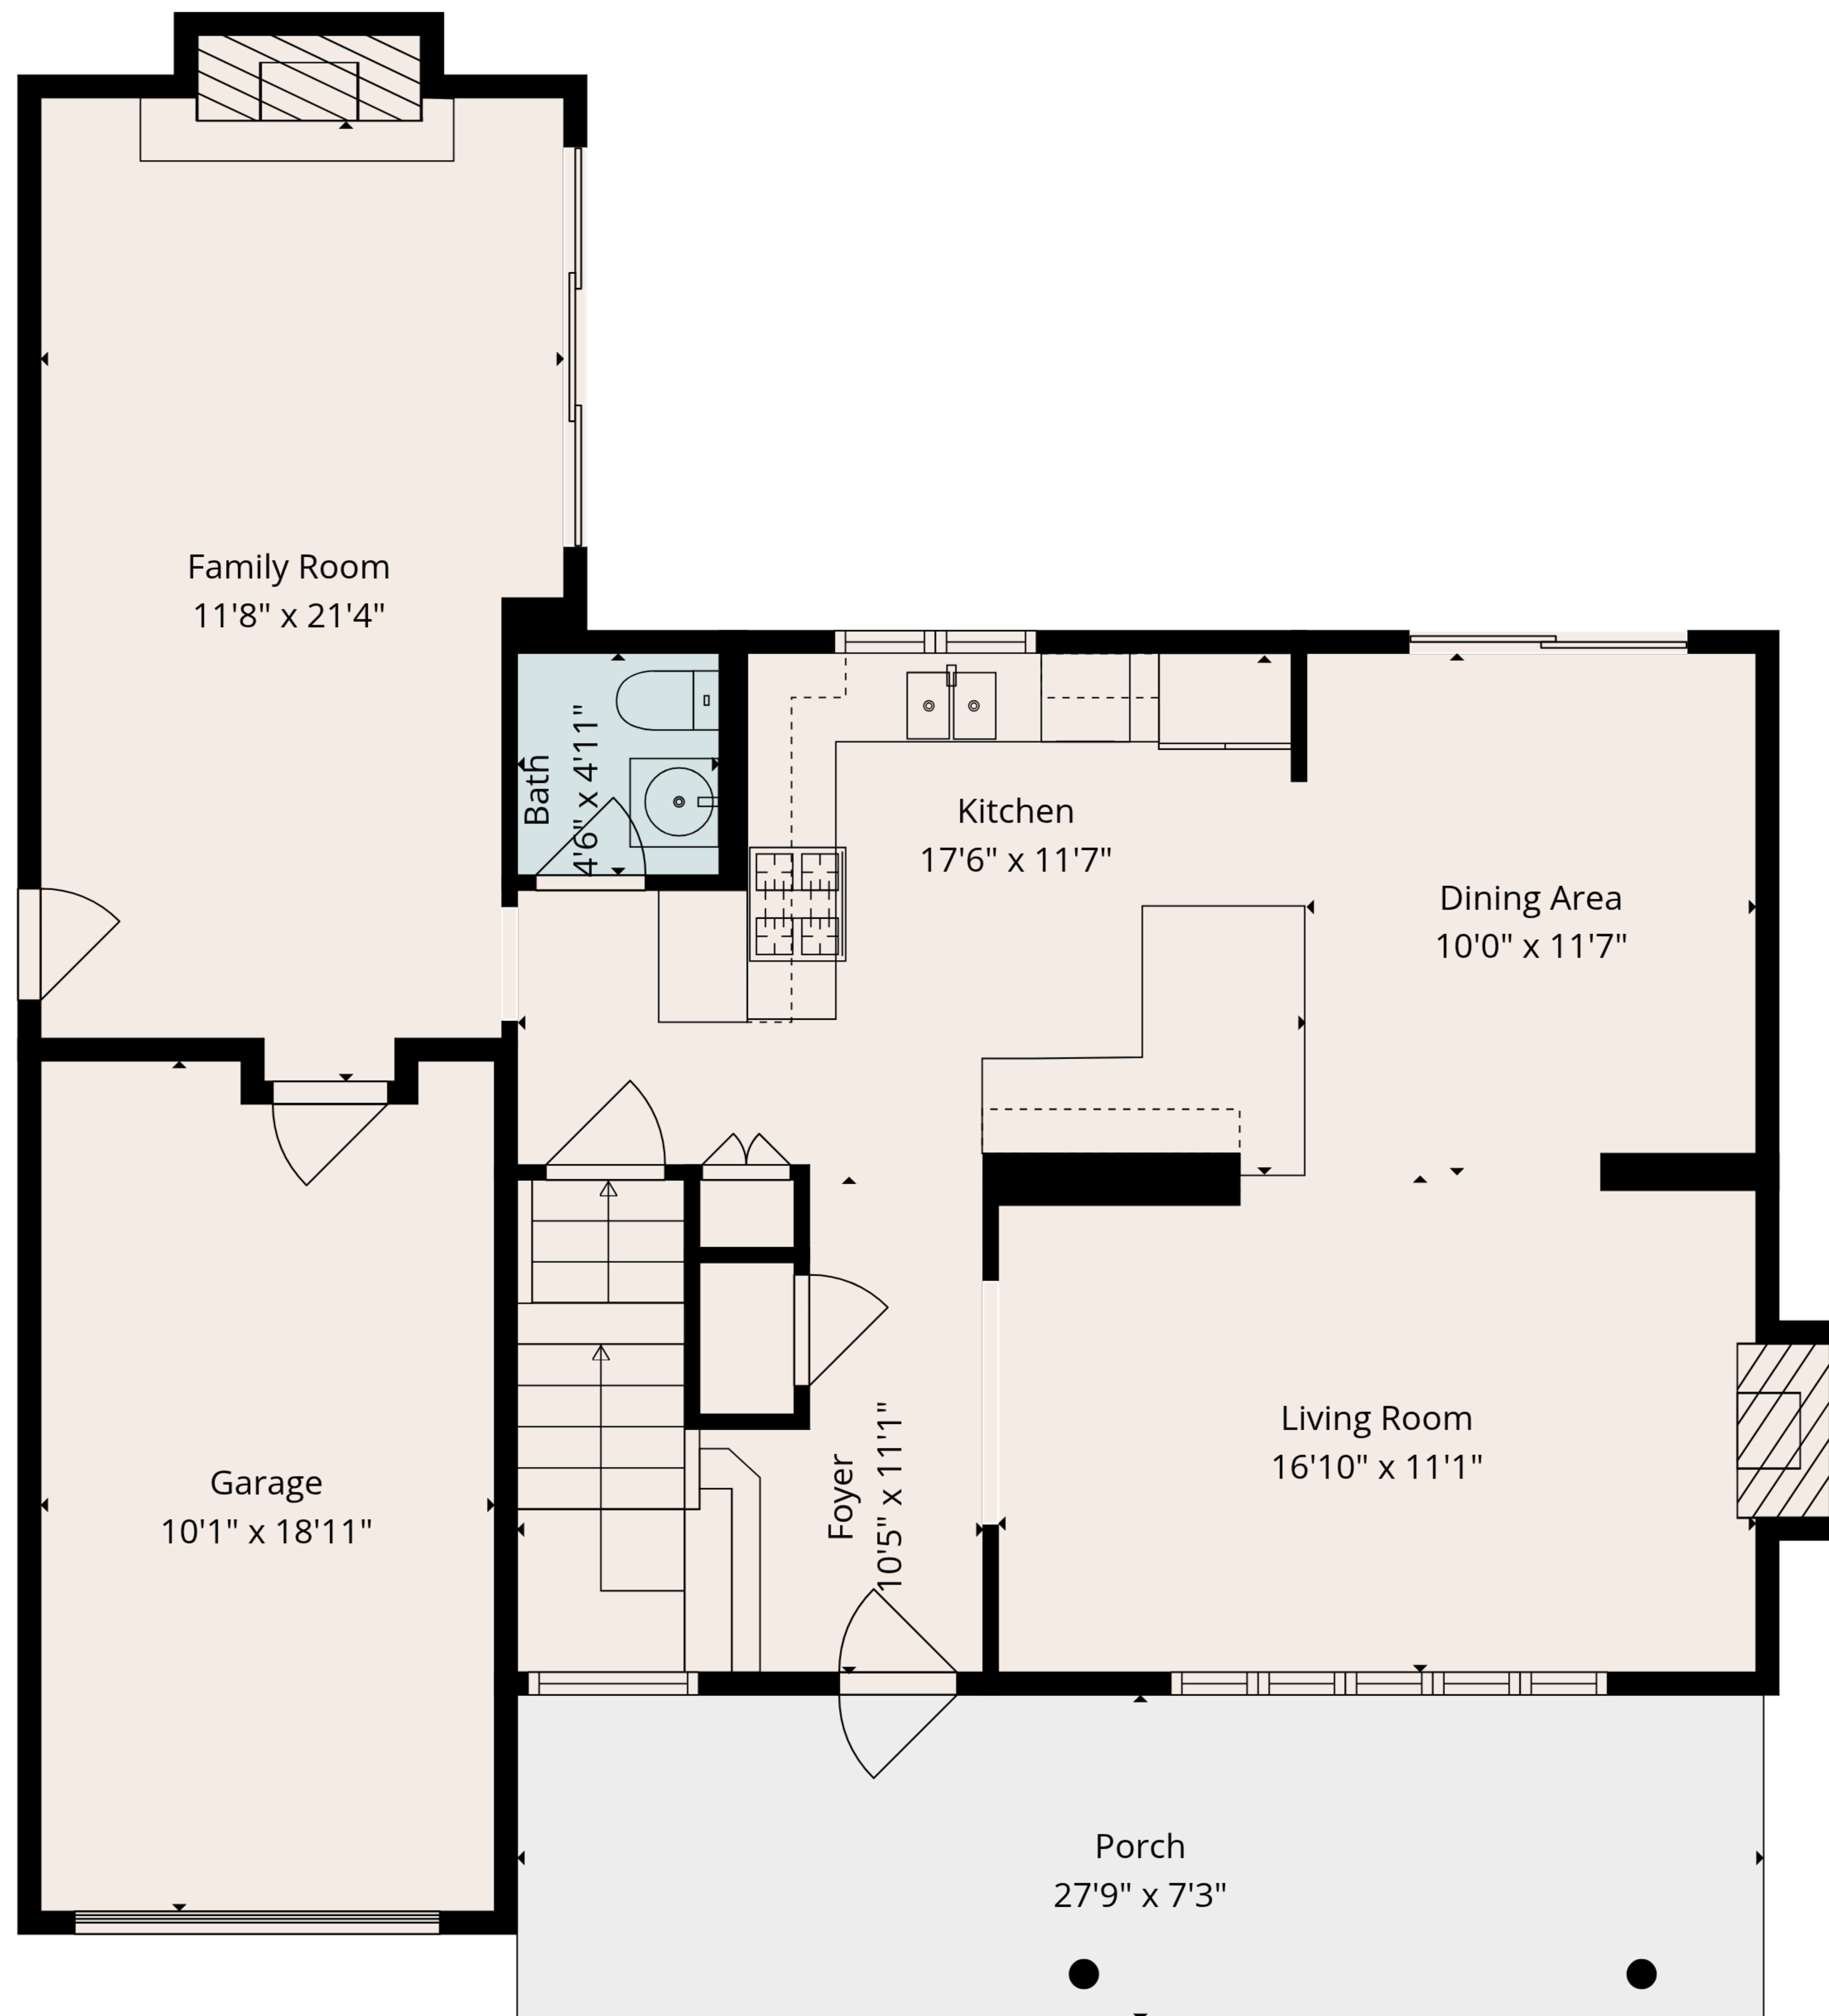 Family Room
11'8" x 21'4"
Bath
4'6" x 4'11"
Kitchen
17'6" x 11'7"
Dining Area
10'0" x 11'7"
Living Room
16'10" x 11'1"
Foyer
10'5" x 11'1"
Garage
10'1" x 18'11"
Porch
27'9" x 7'3"